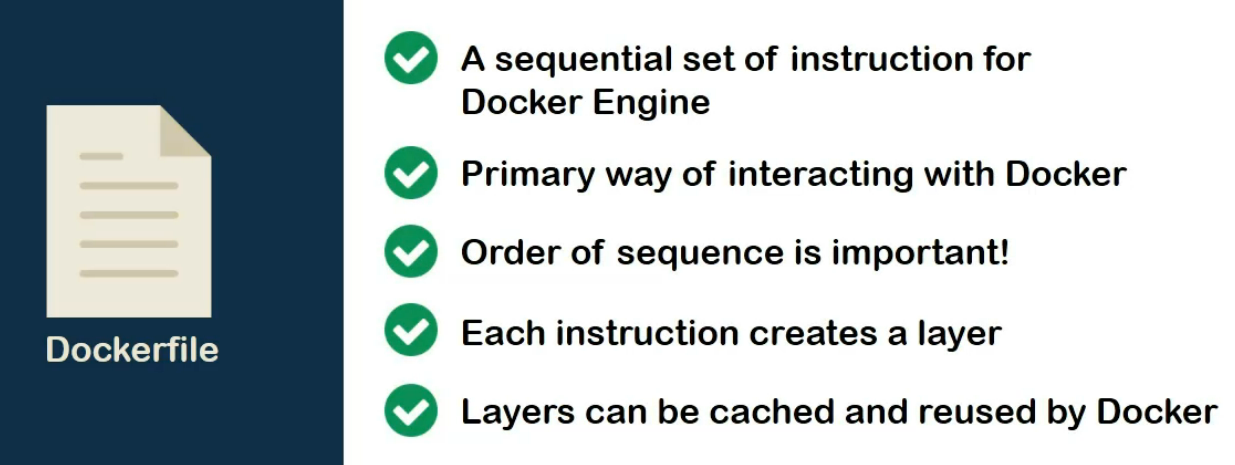 Dockerfile
A sequential set of instruction for
Docker Engine
Primary way of interacting with Docker
Order of sequence is important!
Each instruction creates a layer
Layers can be cached and reused by Docker